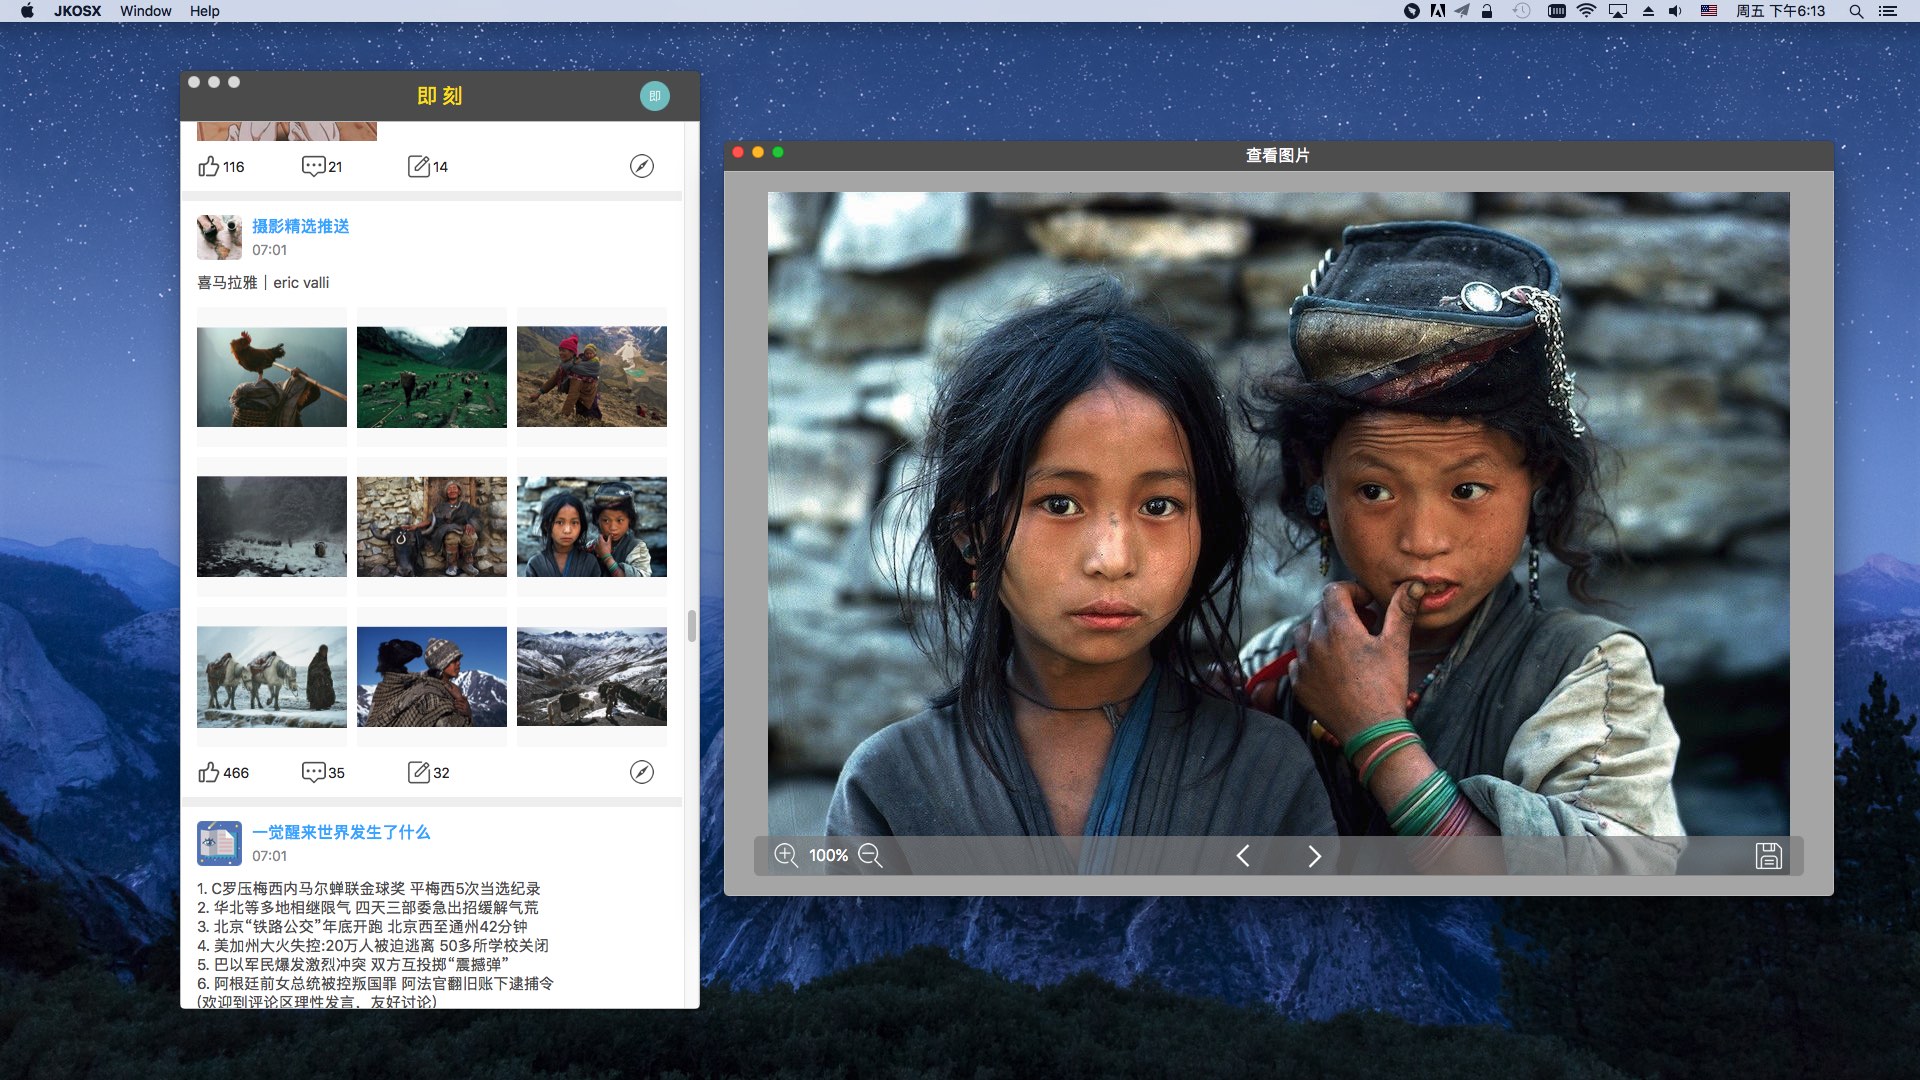 JKOSX Window Help
周五 下午6:13
即刻
即
116 21 14
摄影精选推送
07:01
喜马拉雅｜eric valli
466 35 32
一觉醒来世界发生了什么
07:01
1. C罗压梅西内马尔蝉联金球奖 平梅西5次当选纪录
2. 华北等多地相继限气 四天三部委急出招缓解气荒
3. 北京“铁路公交”年底开跑 北京西至通州42分钟
4. 美加州大火失控:20万人被迫逃离 50多所学校关闭
5. 巴以军民爆发激烈冲突 双方互投掷“震撼弹”
6. 阿根廷前女总统被控叛国罪 阿法官翻旧账下逮捕令
(欢迎到评论区理性发言，友好讨论)
查看图片
100%